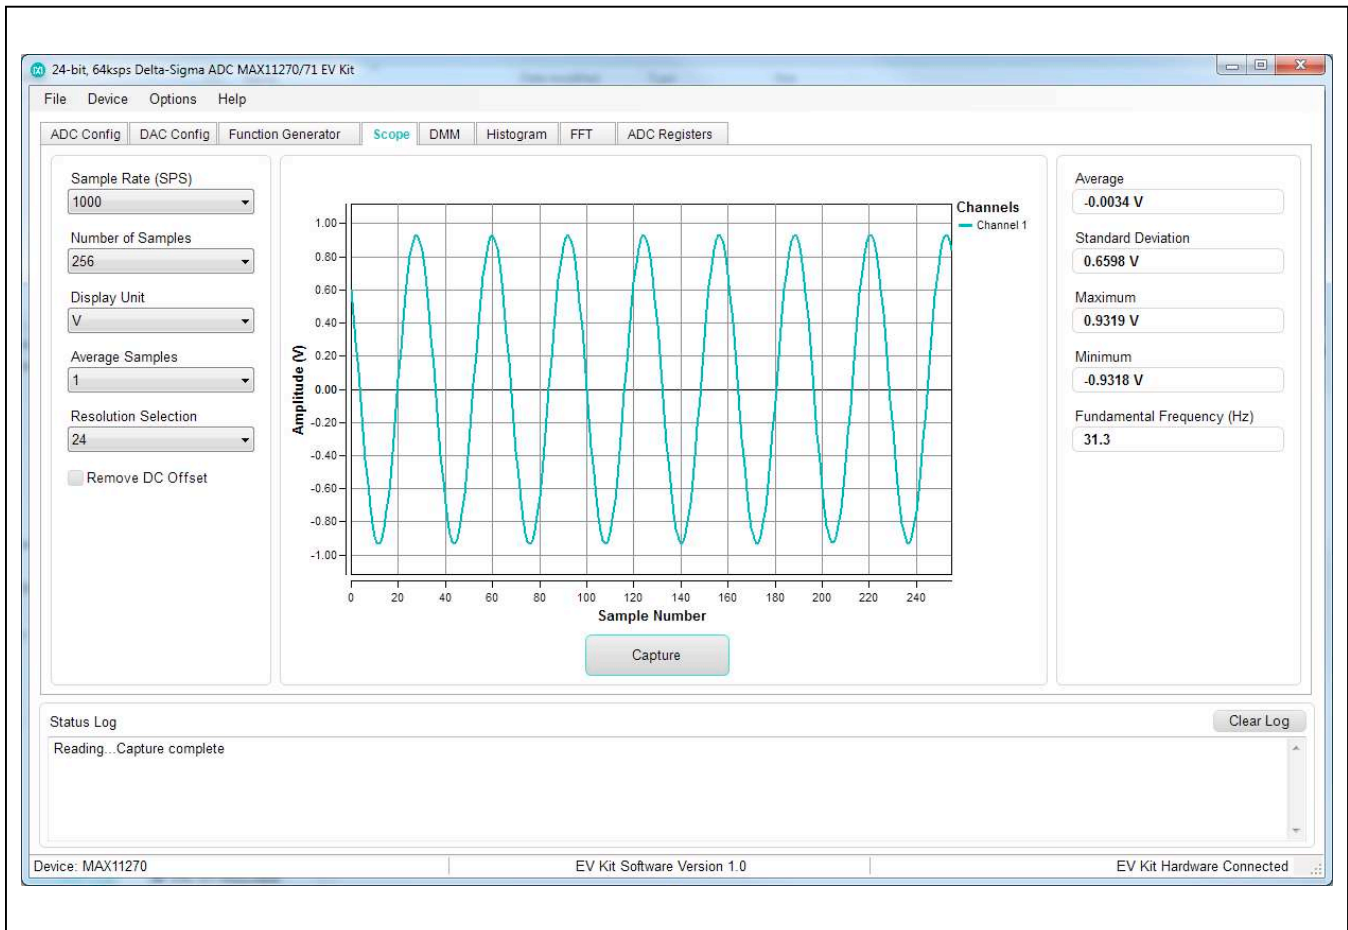 24-bit, 64ksps Delta-Sigma ADC MAX11270/71 EV Kit
File Device Options Help
ADC Config DAC Config Function Generator Scope DMM Histogram FFT ADC Registers
Sample Rate (SPS)
1000
Number of Samples
256
Display Unit
V
Average Samples
1
Resolution Selection
24
Remove DC Offset
Amplitude (V)
1.00
0.80
0.60
0.40
0.20
0.00
-0.20
-0.40
-0.60
-0.80
-1.00
0 20 40 60 80 100 120 140 160 180 200 220 240
Sample Number
Channels
Channel 1
Capture
Average
-0.0034 V
Standard Deviation
0.6598 V
Maximum
0.9319 V
Minimum
-0.9318 V
Fundamental Frequency (Hz)
31.3
Status Log
Clear Log
Reading...Capture complete
Device: MAX11270
EV Kit Software Version 1.0
EV Kit Hardware Connected